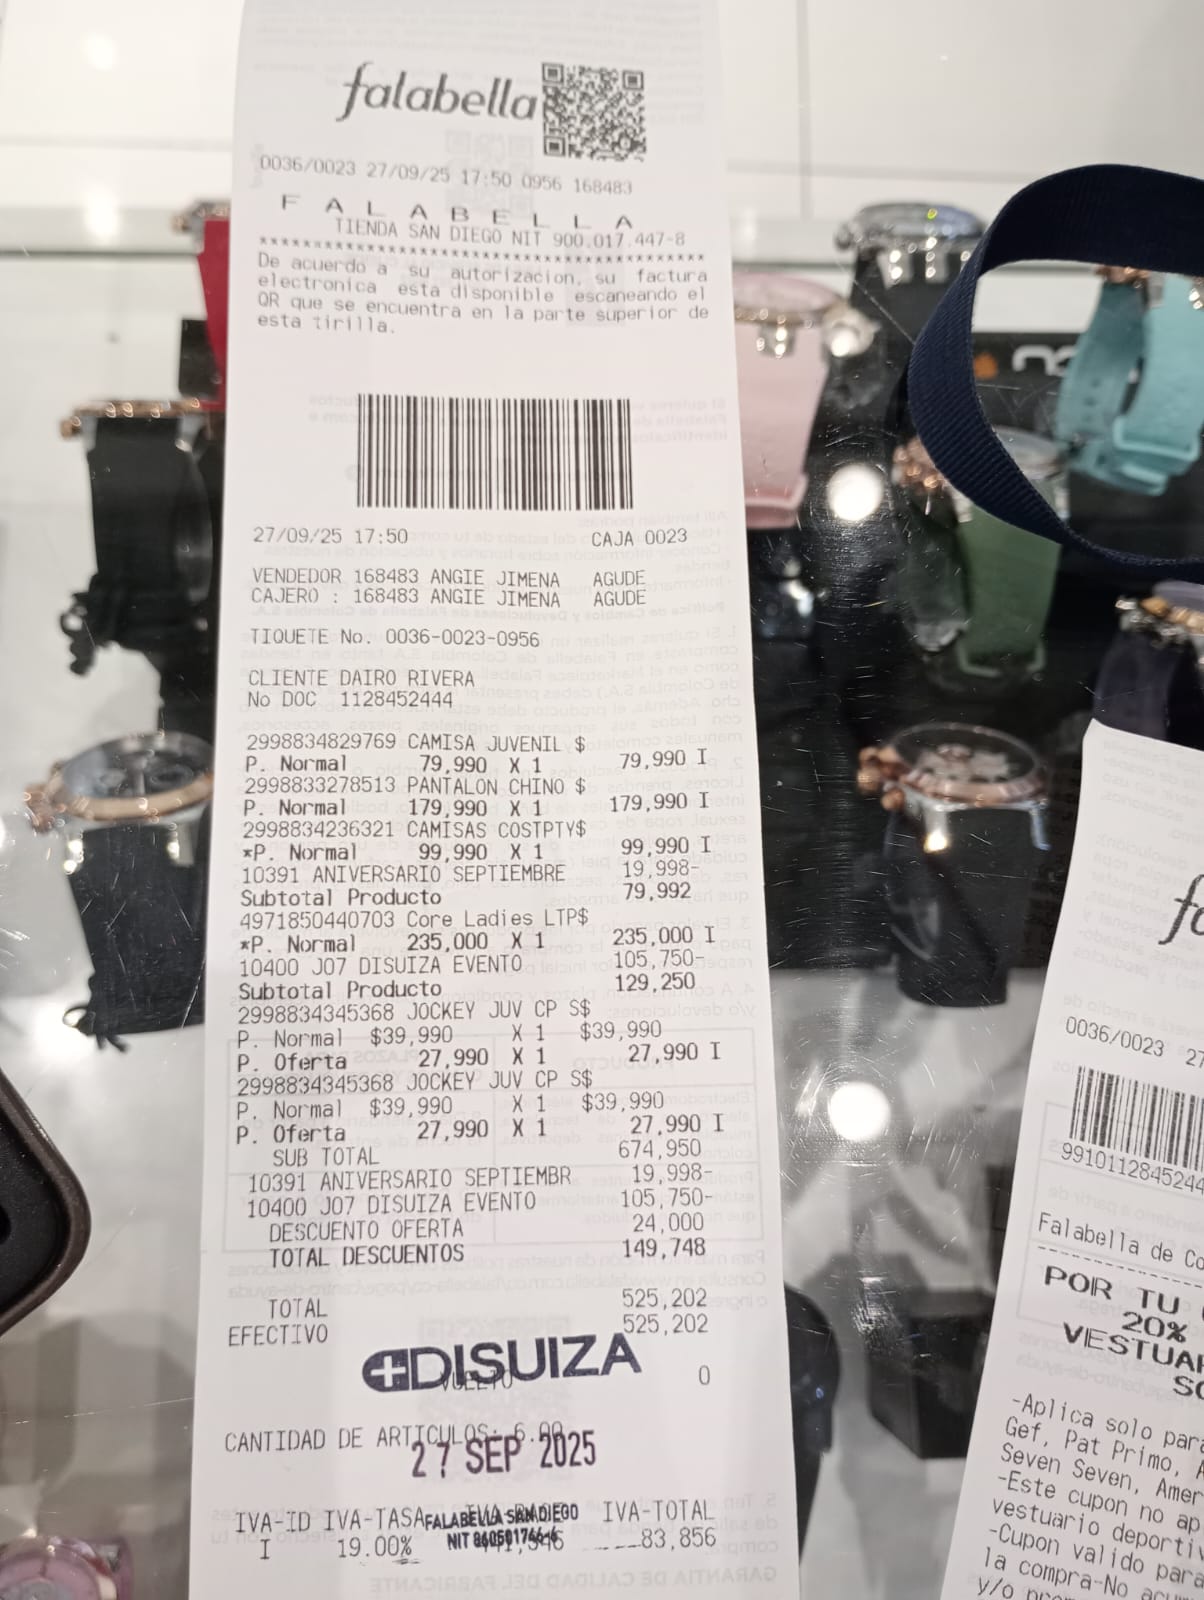 falabella
0036/0023 27/09/25 17:50 0956 168483
F A L A B E L L A
TIENDA SAN DIEGO NIT 900.017.447-8
De acuerdo a su autorizacion, su factura
electronica esta disponible escaneando el
QR que se encuentra en la parte superior de
esta tirilla.
27/09/25 17:50 CAJA 0023
VENDEDOR 168483 ANGIE JIMENA AGUDE
CAJERO : 168483 ANGIE JIMENA AGUDE
TIQUETE No. 0036-0023-0956
CLIENTE DAIRO RIVERA
No DOC 1128452444
2998834829769 CAMISA JUVENIL $
P. Normal 79,990 X 1 79,990 I
2998833278513 PANTALON CHINO $
P. Normal 179,990 X 1 179,990 I
2998834236321 CAMISAS COSTPTY$
*P. Normal 99,990 X 1 99,990 I
10391 ANIVERSARIO SEPTIEMBRE 19,998-
Subtotal Producto 79,992
4971850440703 Core Ladies LTP$
*P. Normal 235,000 X 1 235,000 I
10400 J07 DISUIZA EVENTO 105,750-
Subtotal Producto 129,250
2998834345368 JOCKEY JUV CP S$
P. Normal $39,990 X 1 $39,990
P. Oferta 27,990 X 1 27,990 I
2998834345368 JOCKEY JUV CP S$
P. Normal $39,990 X 1 $39,990
P. Oferta 27,990 X 1 27,990 I
SUB TOTAL 674,950
10391 ANIVERSARIO SEPTIEMBR 19,998-
10400 J07 DISUIZA EVENTO 105,750-
DESCUENTO OFERTA 24,000
TOTAL DESCUENTOS 149,748
TOTAL 525,202
EFECTIVO 525,202
DISUIZA
VUELTO 0
CANTIDAD DE ARTICULOS: 6.00
27 SEP 2025
IVA-ID IVA-TASA IVA-BASE IVA-TOTAL
FALABELLA SAN DIEGO
I 19.00% 83,856
NIT 860501766-6
0036/0023 27
9910112845244
Falabella de Co
POR TU
20%
VESTUA
-Aplica solo para
Gef, Pat Primo,
Seven Seven, Amer
-Este cupon no ap
vestuario deportiv
-Cupon valido para
la compra-No acu
y/o